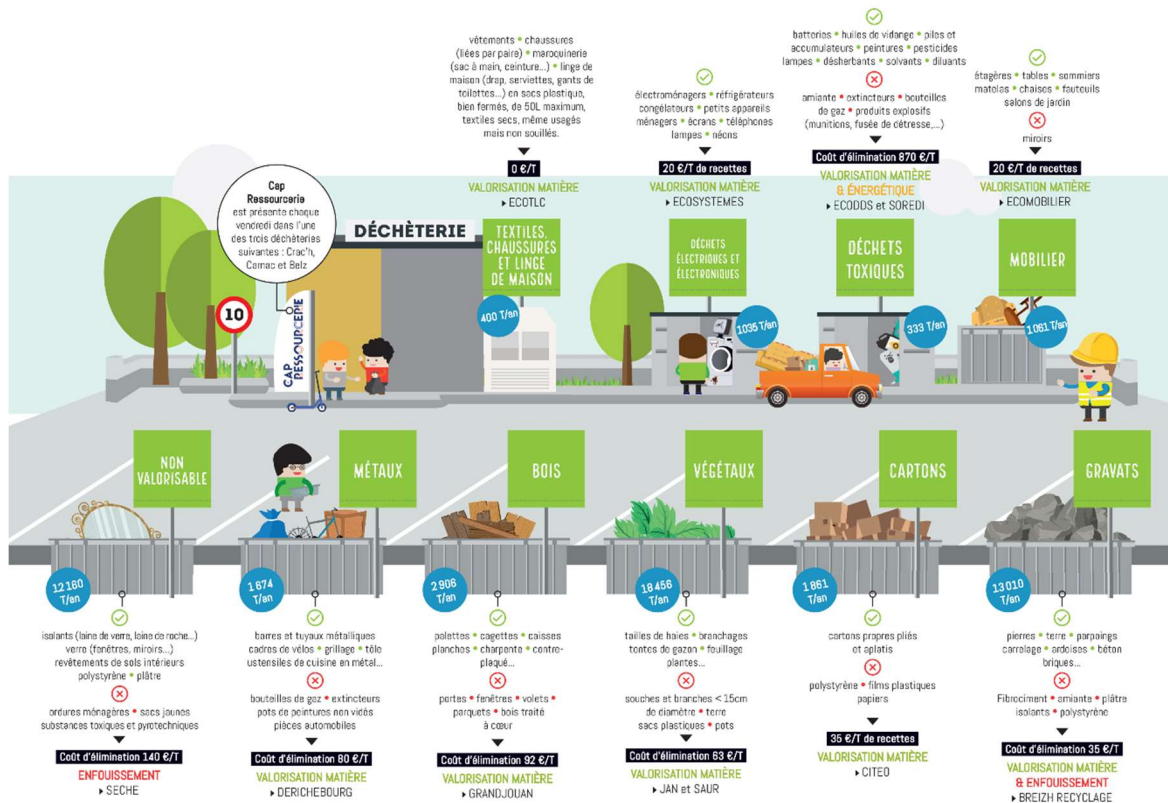 vêtements • chaussures
(liées par paire) • maroquinerie
(sac à main, ceinture...) • linge de
maison (drap, serviettes, gants de
toilettes...) en sacs plastique,
bien fermés, de 50L maximum,
textiles secs, même usagés
mais non souillés.
0 €/T
VALORISATION MATIÈRE
ECOTLC
électroménagers • réfrigérateurs
congélateurs • petits appareils
ménagers • écrans • téléphones
lampes • néons
20 €/T de recettes
VALORISATION MATIÈRE
ECOSYSTEMES
batteries • huiles de vidange • piles et
accumulateurs • peintures • pesticides
lampes • désherbants • solvants • diluants
amiante • extincteurs • bouteilles
de gaz • produits explosifs
(munitions, fusée de détresse,...)
Coût d'élimination 870 €/T
VALORISATION MATIÈRE
& ÉNERGÉTIQUE
ECODDS et SOREDI
étagères • tables • sommiers
matelas • chaises • fauteuils
salons de jardin
miroirs
20 €/T de recettes
VALORISATION MATIÈRE
ECOMOBILIER
Cap
Ressourcerie
est présente chaque
vendredi dans l'une
des trois déchèteries
suivantes : Crac'h,
Carnac et Belz
DÉCHÈTERIE
10
CAP
RESSOURCERIE
TEXTILES,
CHAUSSURES
ET LINGE
DE MAISON
400 T/an
DÉCHETS
ÉLECTRIQUES ET
ÉLECTRONIQUES
1035 T/an
DÉCHETS
TOXIQUES
333 T/an
MOBILIER
1 061 T/an
NON
VALORISABLE
12 160
T/an
isolants (laine de verre, laine de roche...)
verre (fenêtres, miroirs...)
revêtements de sols intérieurs
polystyrène • plâtre
ordures ménagères • sacs jaunes
substances toxiques et pyrotechniques
Coût d'élimination 140 €/T
ENFOUISSEMENT
SECHE
MÉTAUX
1 674
T/an
barres et tuyaux métalliques
cadres de vélos • grillage • tôle
ustensiles de cuisine en métal...
bouteilles de gaz • extincteurs
pots de peintures non vidés
pièces automobiles
Coût d'élimination 80 €/T
VALORISATION MATIÈRE
DERICHEBOURG
BOIS
2 906
T/an
palettes • cagettes • caisses
planches • charpente • contre-
plaqué...
portes • fenêtres • volets •
parquets • bois traité
à cœur
Coût d'élimination 92 €/T
VALORISATION MATIÈRE
GRANDJOUAN
VÉGÉTAUX
18 456
T/an
tailles de haies • branchages
tontes de gazon • feuillage
plantes...
souches et branches < 15cm
de diamètre • terre
sacs plastiques • pots
Coût d'élimination 63 €/T
VALORISATION MATIÈRE
JAN et SAUR
CARTONS
1 861
T/an
cartons propres pliés
et aplatis
polystyrène • films plastiques
papiers
35 €/T de recettes
VALORISATION MATIÈRE
CITEO
GRAVATS
13 010
T/an
pierres • terre • parpaings
carrelage • ardoises • béton
briques...
Fibrociment • amiante • plâtre
isolants • polystyrène
Coût d'élimination 35 €/T
VALORISATION MATIÈRE
& ENFOUISSEMENT
BREIZH RECYCLAGE